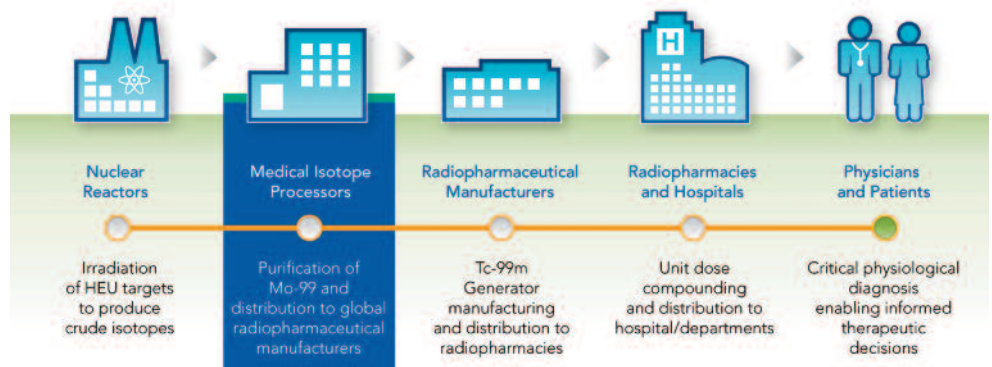 H
Nuclear
Reactors
Medical Isotope
Processors
Radiopharmaceutical
Manufacturers
Radiopharmacies
and Hospitals
Physicians
and Patients
Irradiation
of HEU targets
to produce
crude isotopes
Purification of
Mo-99 and
distribution to global
radiopharmaceutical
manufacturers
Tc-99m
Generator
manufacturing
and distribution to
radiopharmacies
Unit dose
compounding
and distribution to
hospital/departments
Critical physiological
diagnosis
enabling informed
therapeutic
decisions